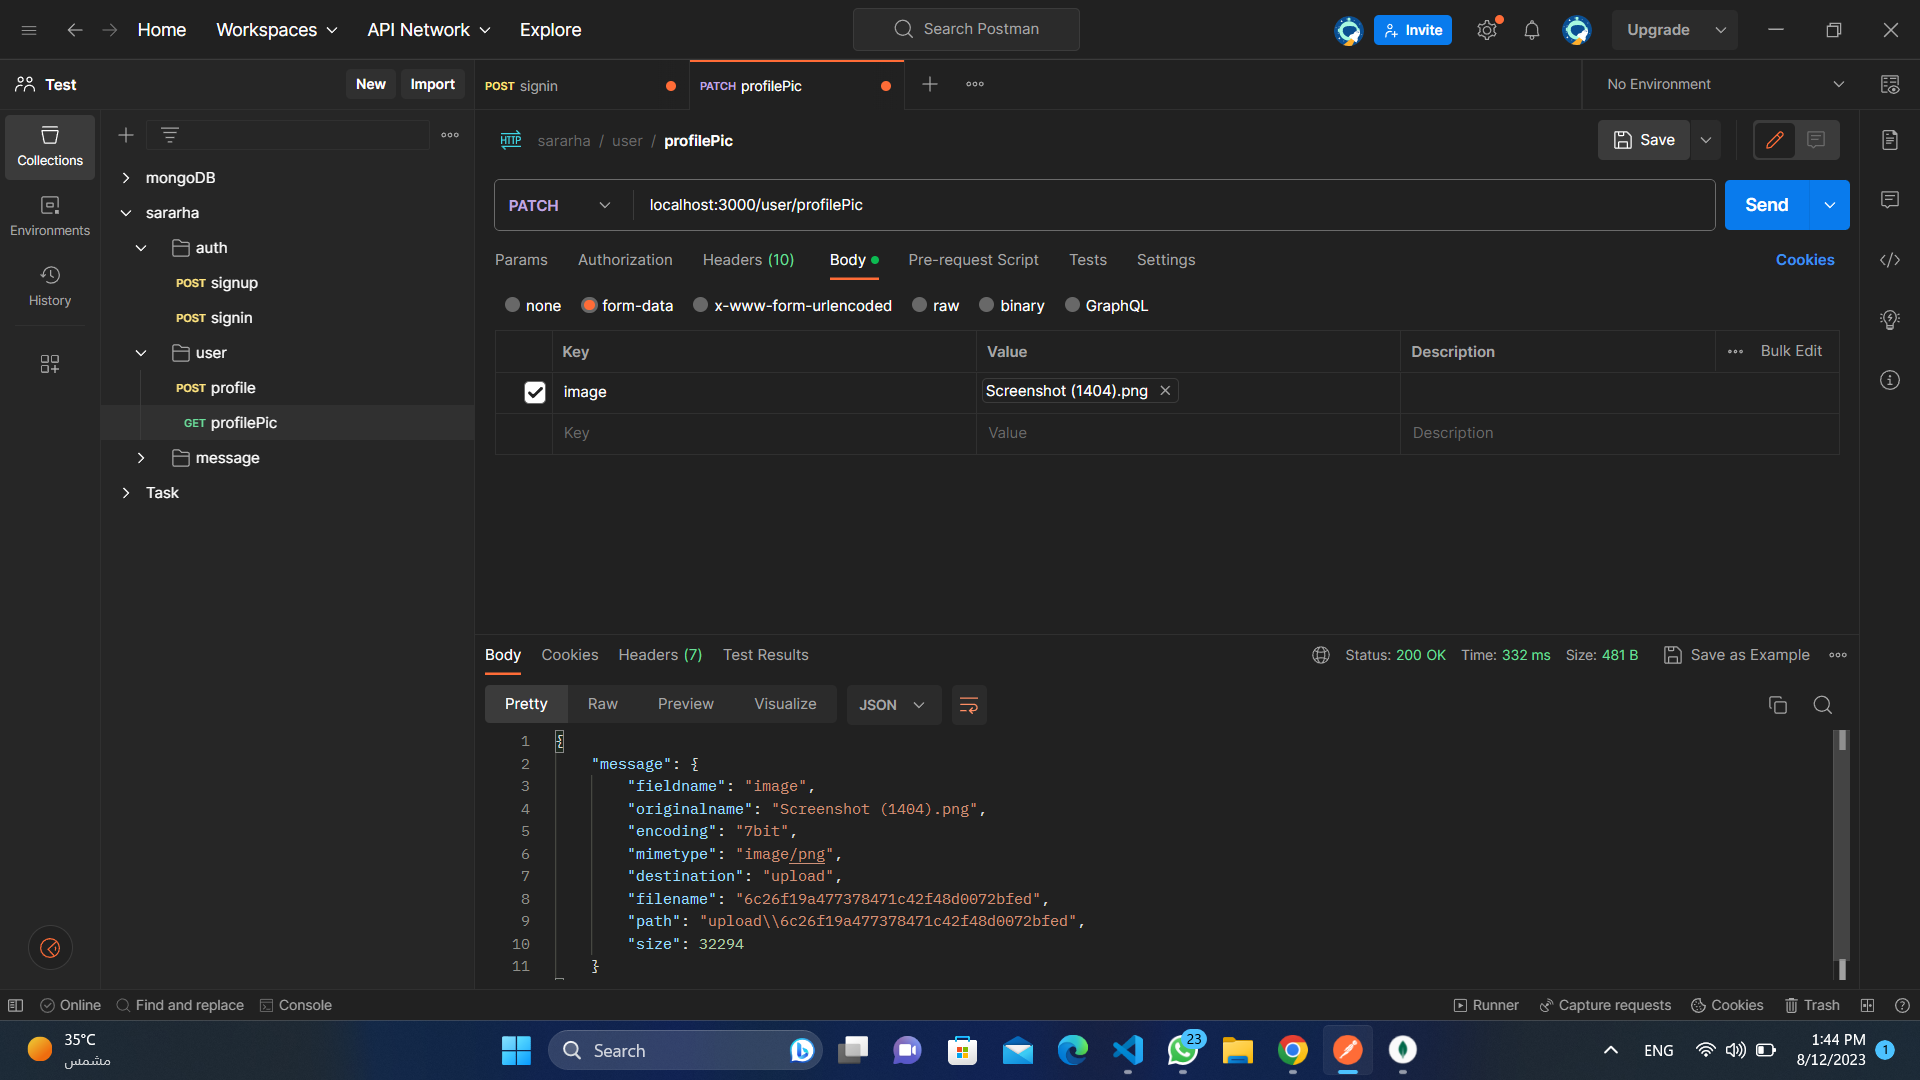 Home
Workspaces
API Network
Explore
Search Postman
Invite
Upgrade
Test
New
Import
POST signin
PATCH profilePic
No Environment
Collections
Environments
History
mongoDB
sararha
auth
POST signup
POST signin
user
POST profile
GET profilePic
message
Task
HTTP sararha / user / profilePic
Save
PATCH
localhost:3000/user/profilePic
Send
Params
Authorization
Headers (10)
Body
Pre-request Script
Tests
Settings
Cookies
none
form-data
x-www-form-urlencoded
raw
binary
GraphQL
Key
Value
Description
Bulk Edit
image
Screenshot (1404).png
Key
Value
Description
Body
Cookies
Headers (7)
Test Results
Status: 200 OK
Time: 332 ms
Size: 481 B
Save as Example
Pretty
Raw
Preview
Visualize
JSON
1 {
2 "message": {
3 "fieldname": "image",
4 "originalname": "Screenshot (1404).png",
5 "encoding": "7bit",
6 "mimetype": "image/png",
7 "destination": "upload",
8 "filename": "6c26f19a477378471c42f48d0072bfed",
9 "path": "upload\\6c26f19a477378471c42f48d0072bfed",
10 "size": 32294
11 }
Online
Find and replace
Console
Runner
Capture requests
Cookies
Trash
35°C
مشمس
Search
23
ENG
1:44 PM
8/12/2023
1